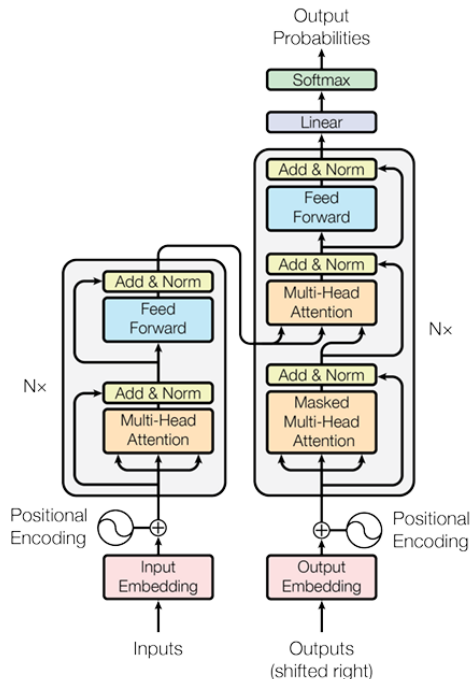 Output
Probabilities
Softmax
Linear
Add & Norm
Feed
Forward
Add & Norm
Multi-Head
Attention
Nx
Add & Norm
Masked
Multi-Head
Attention
Positional
Encoding
Output
Embedding
Outputs
(shifted right)
Add & Norm
Feed
Forward
Nx
Add & Norm
Multi-Head
Attention
Positional
Encoding
Input
Embedding
Inputs